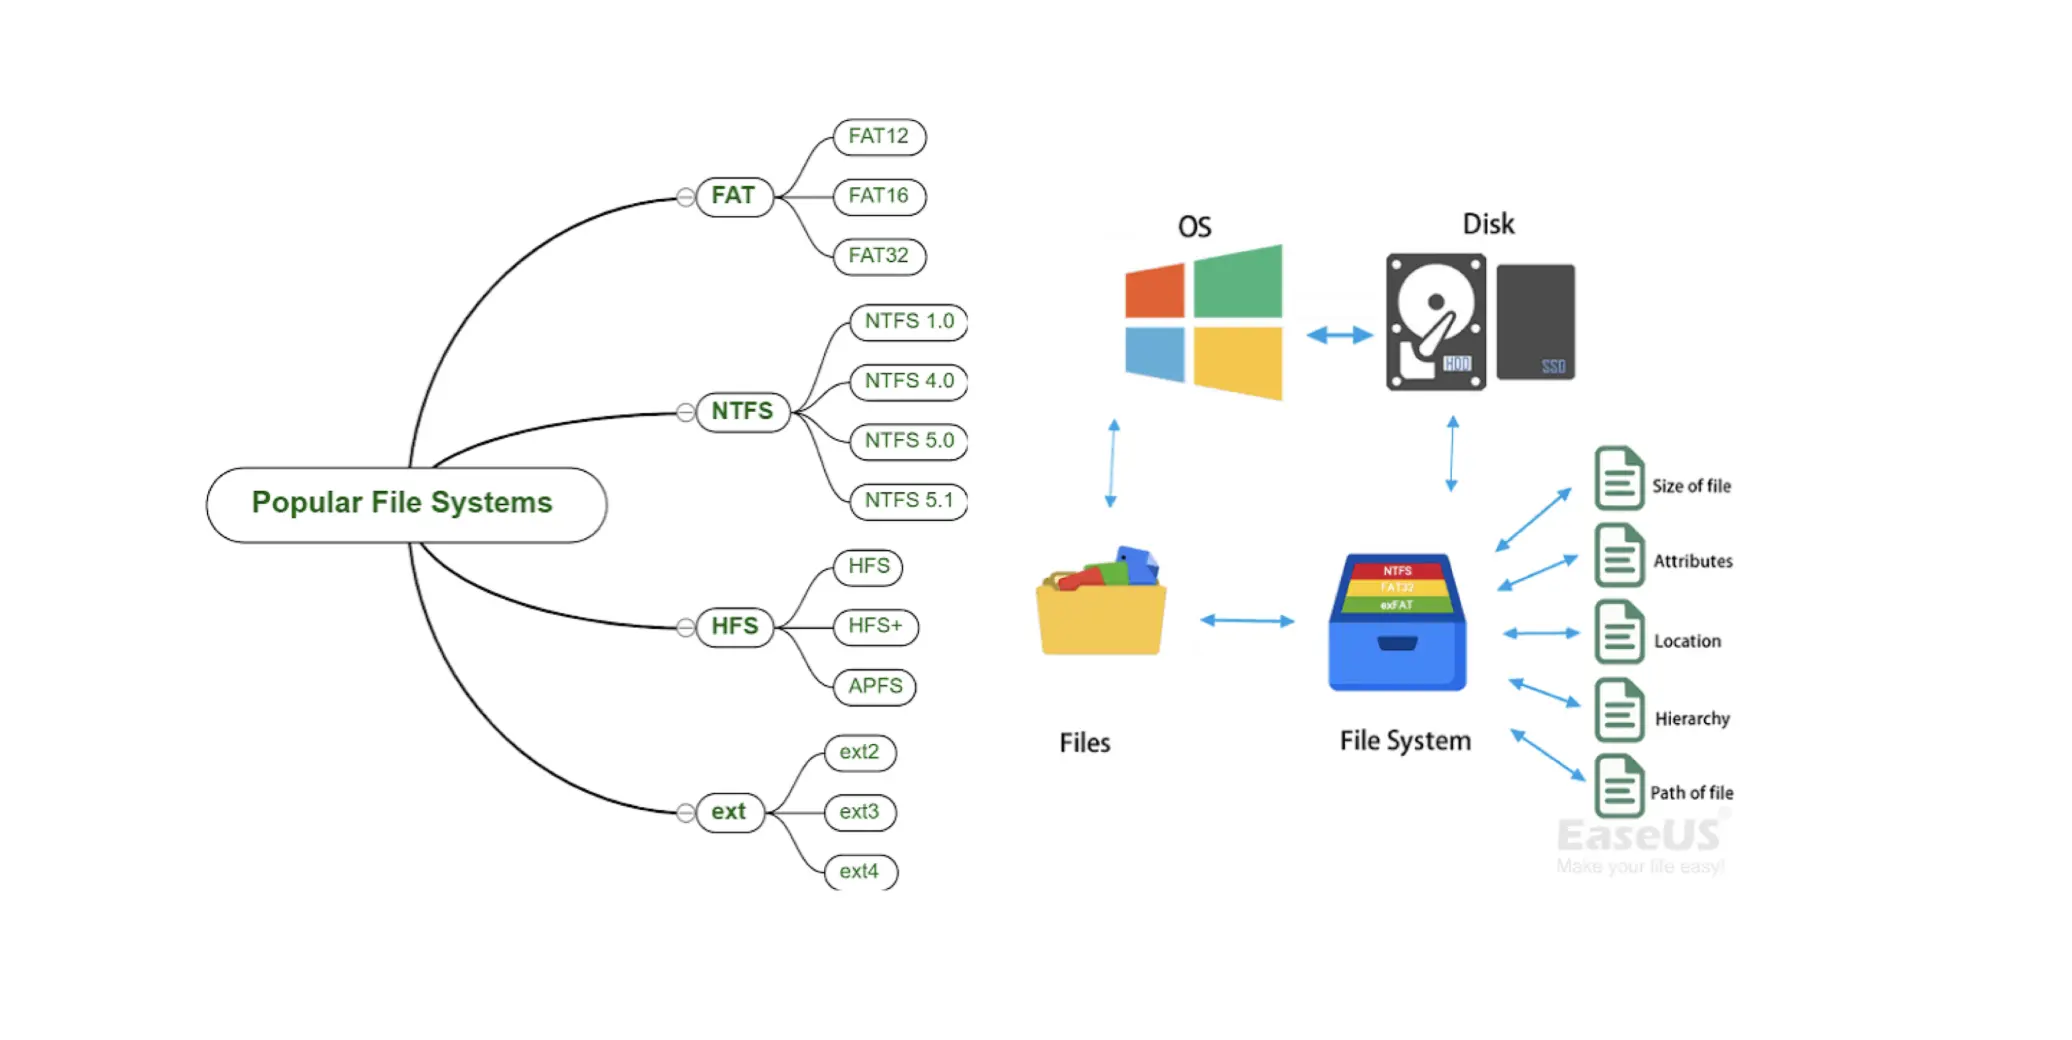 Popular File Systems
FAT
FAT12
FAT16
FAT32
NTFS
NTFS 1.0
NTFS 4.0
NTFS 5.0
NTFS 5.1
HFS
HFS
HFS+
APFS
ext
ext2
ext3
ext4
OS
Disk
HDD
SSD
Files
NTFS
FAT32
exFAT
File System
Size of file
Attributes
Location
Hierarchy
Path of file
EaseUS
Make your life easy!